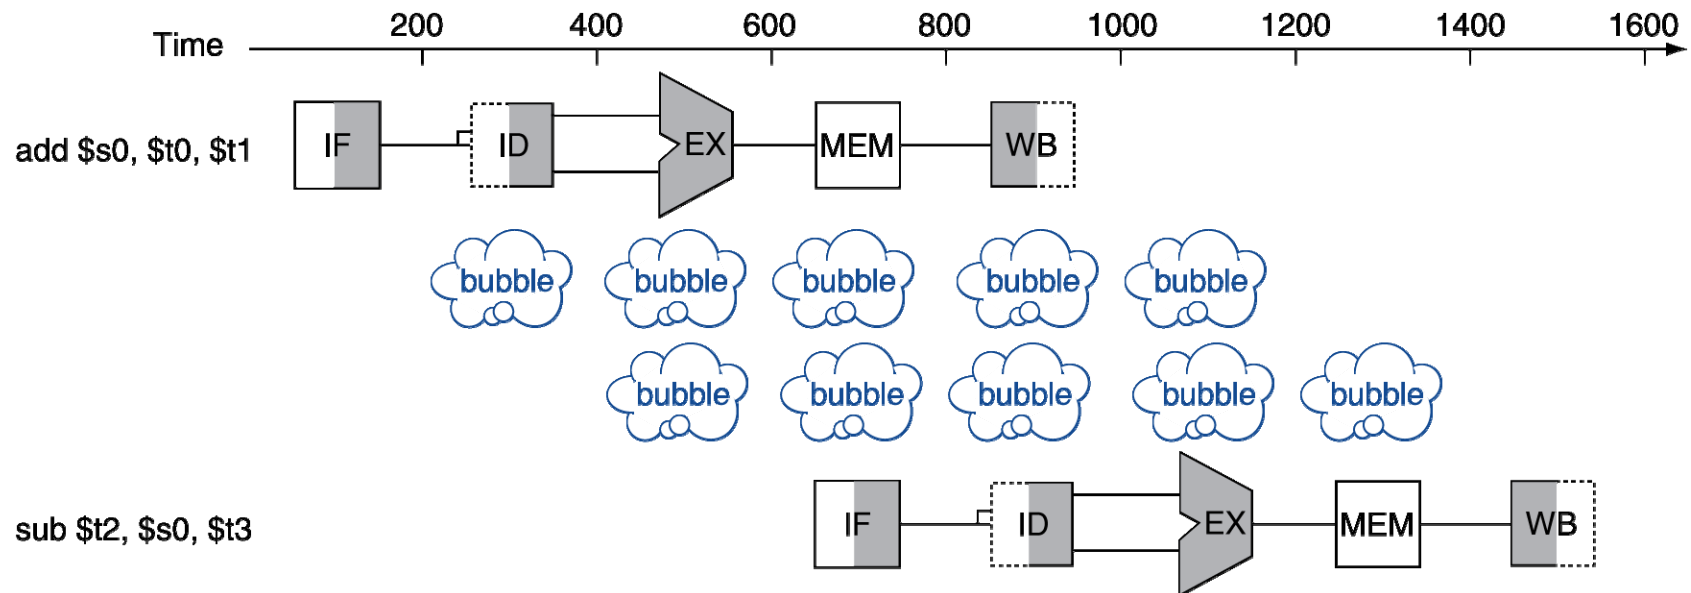 Time 200 400 600 800 1000 1200 1400 1600
add $s0, $t0, $t1 IF ID EX MEM WB
bubble bubble bubble bubble bubble
bubble bubble bubble bubble bubble
sub $t2, $s0, $t3 IF ID EX MEM WB